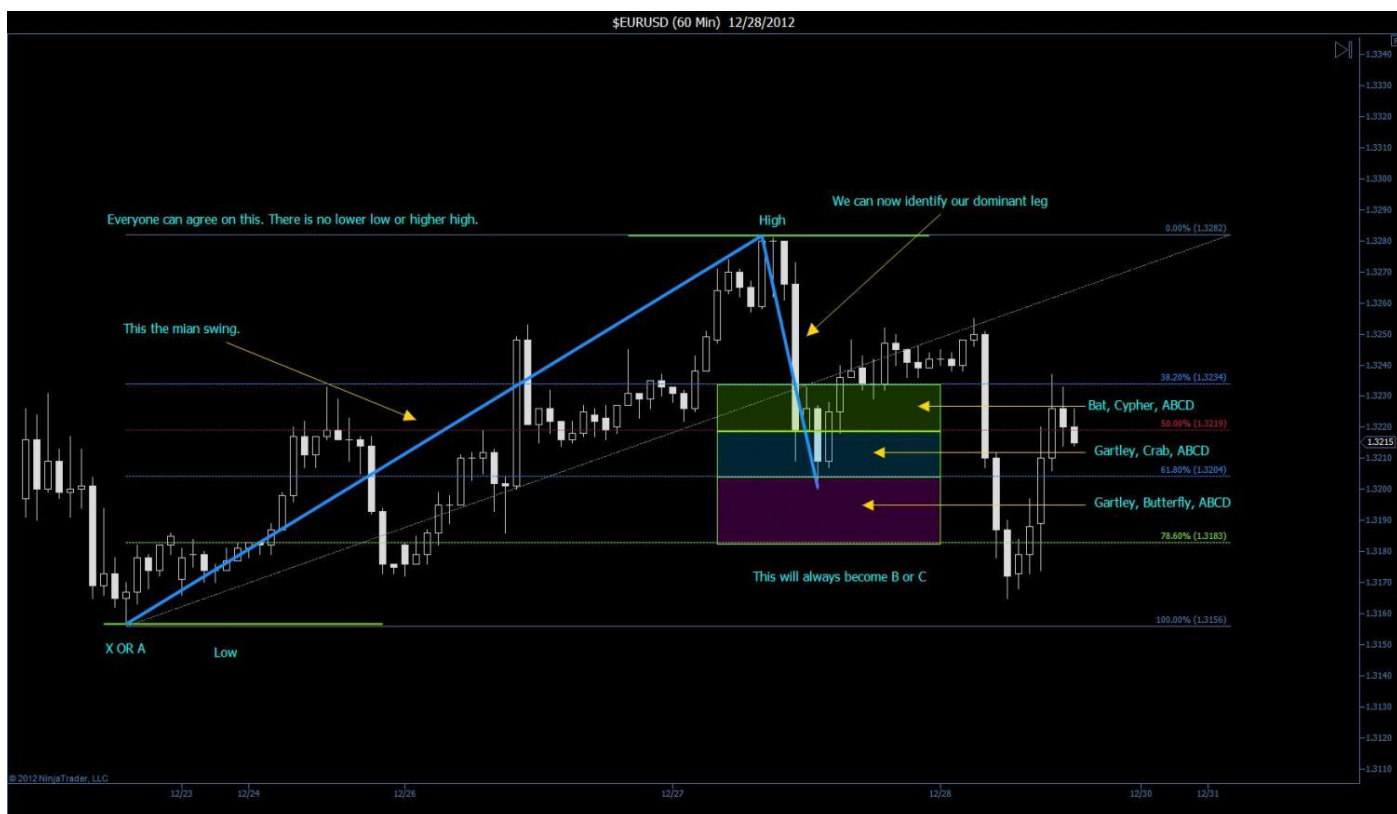 $EURUSD (60 Min) 12/28/2012
F
1.3340
1.3330
1.3320
1.3310
1.3300
1.3290
1.3280
1.3270
1.3260
1.3250
1.3240
1.3230
1.3220
1.3215
1.3210
1.3200
1.3190
1.3180
1.3170
1.3160
1.3150
1.3140
1.3130
1.3120
1.3110
We can now identify our dominant leg
Everyone can agree on this. There is no lower low or higher high.
High
0.00% (1.3282)
This the mian swing.
38.20% (1.3234)
Bat, Cypher, ABCD
50.00% (1.3219)
Gartley, Crab, ABCD
61.80% (1.3204)
Gartley, Butterfly, ABCD
78.60% (1.3183)
This will always become B or C
100.00% (1.3156)
X OR A
Low
© 2012 NinjaTrader, LLC
12/23
12/24
12/26
12/27
12/28
12/30
12/31